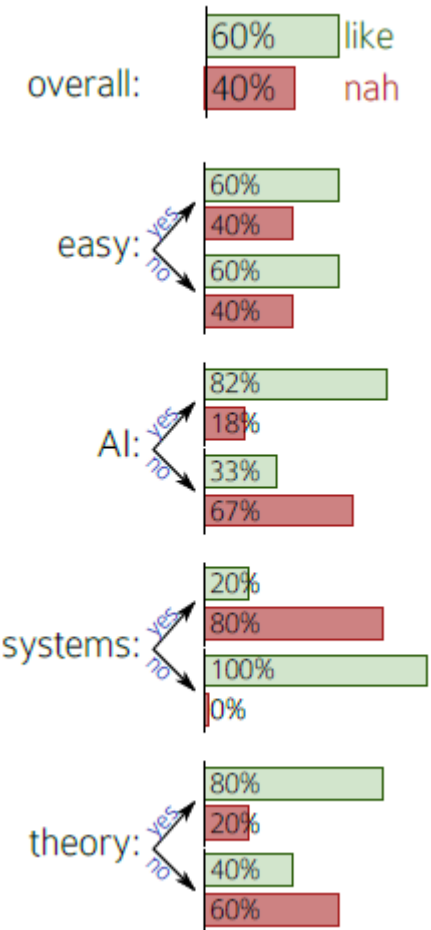 60% like
overall: 40% nah
60%
yes 40%
easy:
no 60%
40%
82%
yes 18%
AI:
no 33%
67%
20%
yes 80%
systems:
no 100%
0%
80%
yes 20%
theory:
no 40%
60%